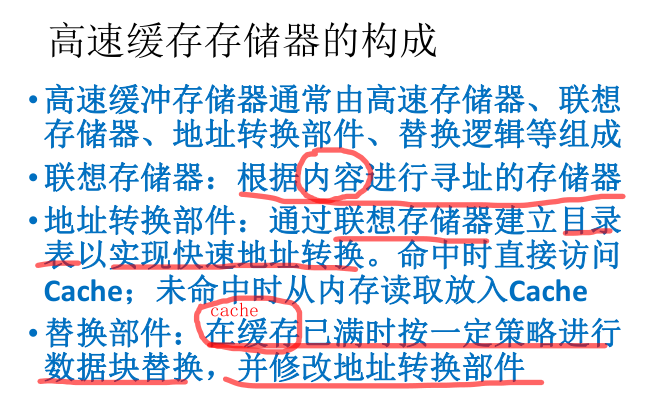 高速缓存存储器的构成
•高速缓冲存储器通常由高速存储器、联想
存储器、地址转换部件、替换逻辑等组成
•联想存储器：根据内容进行寻址的存储器
•地址转换部件：通过联想存储器建立目录
表以实现快速地址转换。命中时直接访问
Cache；未命中时从内存读取放入Cache
cache
•替换部件：在缓存已满时按一定策略进行
数据块替换，并修改地址转换部件